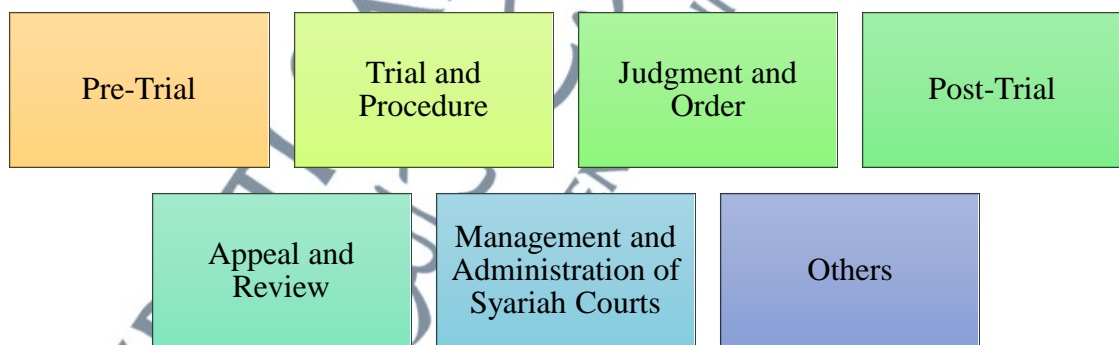 Pre-Trial
Trial and
Procedure
Judgment and
Order
Post-Trial
Appeal and
Review
Management and
Administration of
Syariah Courts
Others